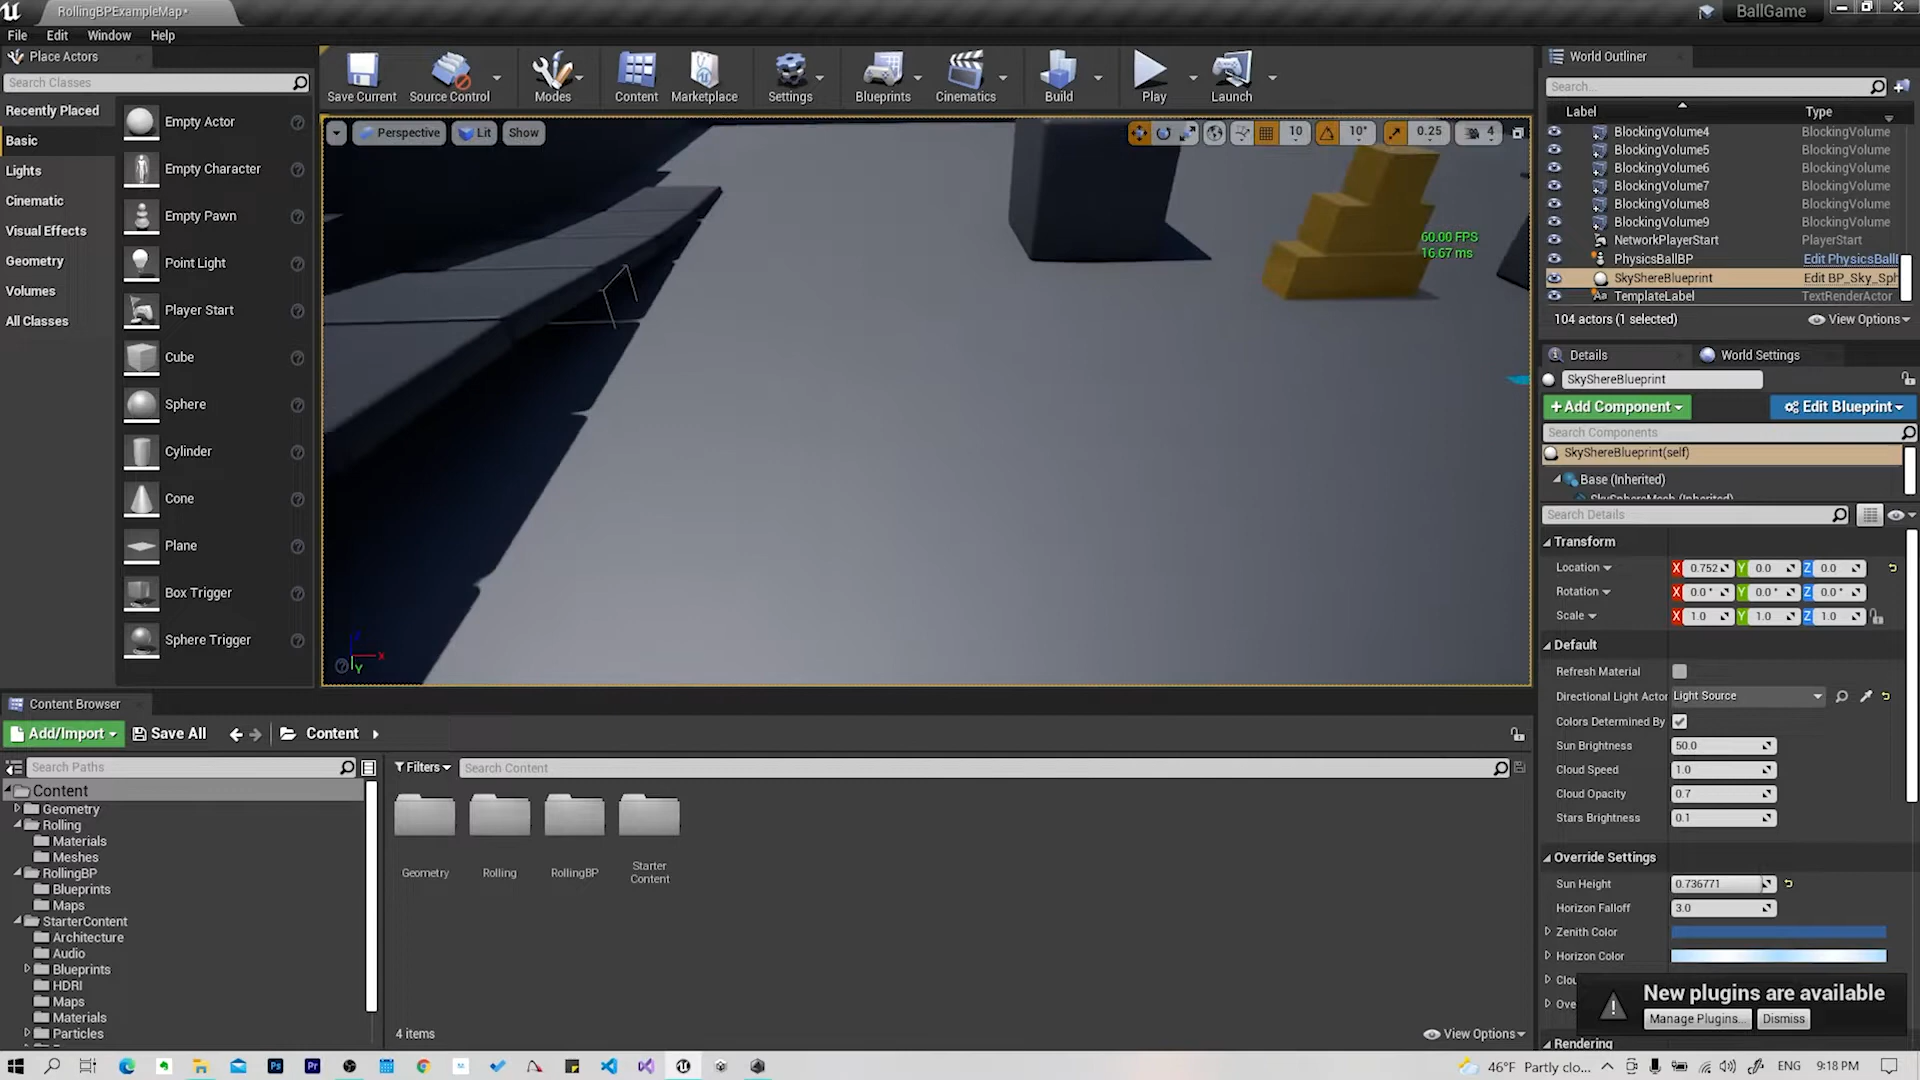 RollingBPExampleMap*
BallGame
File Edit Window Help
Place Actors
Search Classes
Recently Placed
Basic
Lights
Cinematic
Visual Effects
Geometry
Volumes
All Classes
Empty Actor
Empty Character
Empty Pawn
Point Light
Player Start
Cube
Sphere
Cylinder
Cone
Plane
Box Trigger
Sphere Trigger
Save Current
Source Control
Modes
Content
Marketplace
Settings
Blueprints
Cinematics
Build
Play
Launch
Perspective
Lit
Show
10
10°
0.25
4
60.00 FPS
16.67 ms
X
Y
World Outliner
Search...
Label Type
BlockingVolume4 BlockingVolume
BlockingVolume5 BlockingVolume
BlockingVolume6 BlockingVolume
BlockingVolume7 BlockingVolume
BlockingVolume8 BlockingVolume
BlockingVolume9 BlockingVolume
NetworkPlayerStart PlayerStart
PhysicsBallBP Edit PhysicsBallB
SkyShereBlueprint Edit BP_Sky_Sph
TemplateLabel TextRenderActor
104 actors (1 selected)
View Options
Details
World Settings
SkyShereBlueprint
+ Add Component
Edit Blueprint
Search Components
SkyShereBlueprint(self)
Base (Inherited)
SkySphereMesh (Inherited)
Search Details
Transform
Location X 0.752 Y 0.0 Z 0.0
Rotation X 0.0 ° Y 0.0 ° Z 0.0 °
Scale X 1.0 Y 1.0 Z 1.0
Default
Refresh Material
Directional Light Actor Light Source
Colors Determined By
Sun Brightness 50.0
Cloud Speed 1.0
Cloud Opacity 0.7
Stars Brightness 0.1
Override Settings
Sun Height 0.736771
Horizon Falloff 3.0
Zenith Color
Horizon Color
Clou
Ove
Rendering
New plugins are available
Manage Plugins...
Dismiss
Content Browser
Add/Import
Save All
Content
Search Paths
Filters
Search Content
Content
Geometry
Rolling
Materials
Meshes
RollingBP
Blueprints
Maps
StarterContent
Architecture
Audio
Blueprints
HDRI
Maps
Materials
Particles
Geometry
Rolling
RollingBP
Starter
Content
4 items
View Options
46°F Partly clo...
ENG
9:18 PM